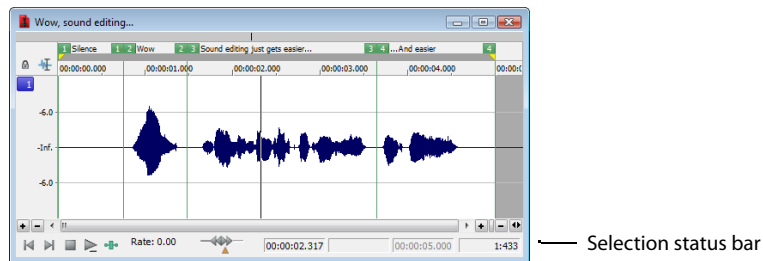 Wow, sound editing...
1 Silence 1 2 Wow 2 3 Sound editing just gets easier... 3 4 ...And easier 4
00:00:00.000 00:00:01.000 00:00:02.000 00:00:03.000 00:00:04.000 00:00:0
1
-6.0
-Inf.
-6.0
Rate: 0.00 00:00:02.317 00:00:05.000 1:433
Selection status bar